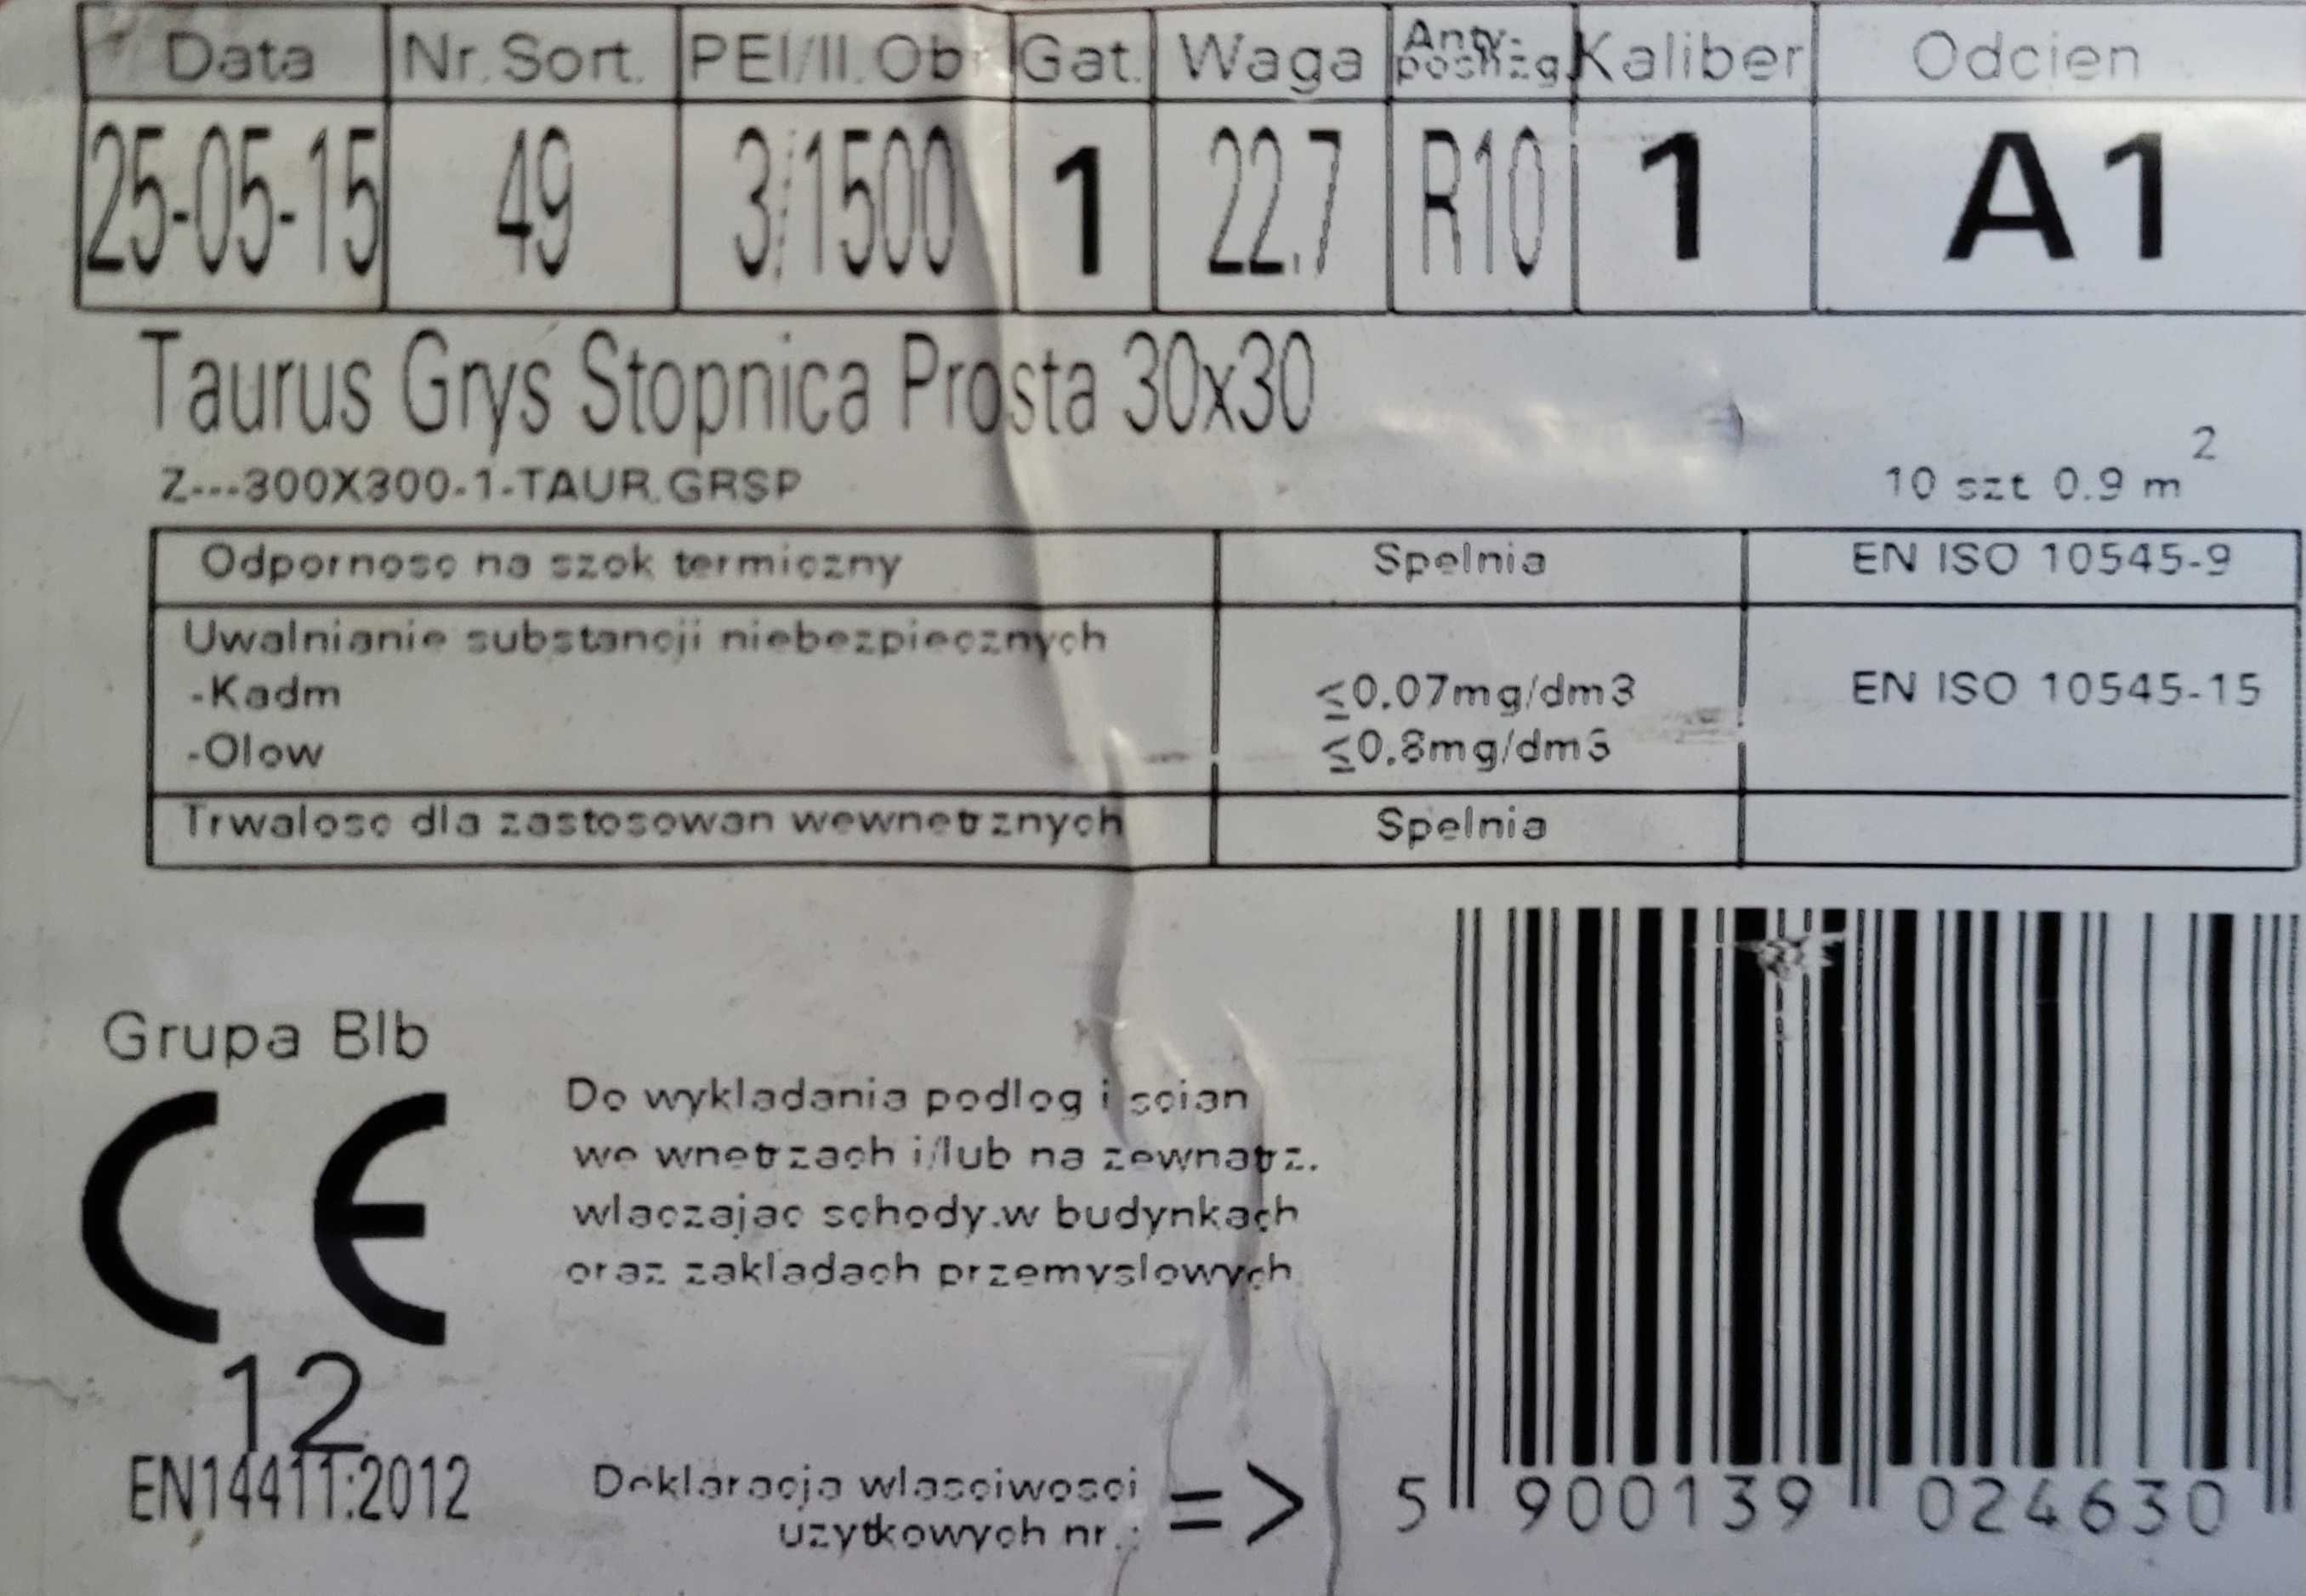 Data Nr.Sort. PEI/II.Obr Gat. Waga Anty-poslizg. Kaliber Odcien
25-05-15 49 3/1500 1 22.7 R10 1 A1
Taurus Grys Stopnica Prosta 30x30
Z---300X300-1-TAUR.GRSP 10 szt 0.9 m2
Odpornosc na szok termiczny Spelnia EN ISO 10545-9
Uwalnianie substancji niebezpiecznych
-Kadm ≤0.07mg/dm3 EN ISO 10545-15
-Olow ≤0.8mg/dm3
Trwalosc dla zastosowan wewnetrznych Spelnia
Grupa BIb
CE
12
EN14411:2012
Do wykladania podlog i scian
we wnetrzach i/lub na zewnatrz.
wlaczajac schody.w budynkach
oraz zakladach przemyslowych
Deklaracja wlasciwosci
uzytkowych nr.: =>
5 900139 024630